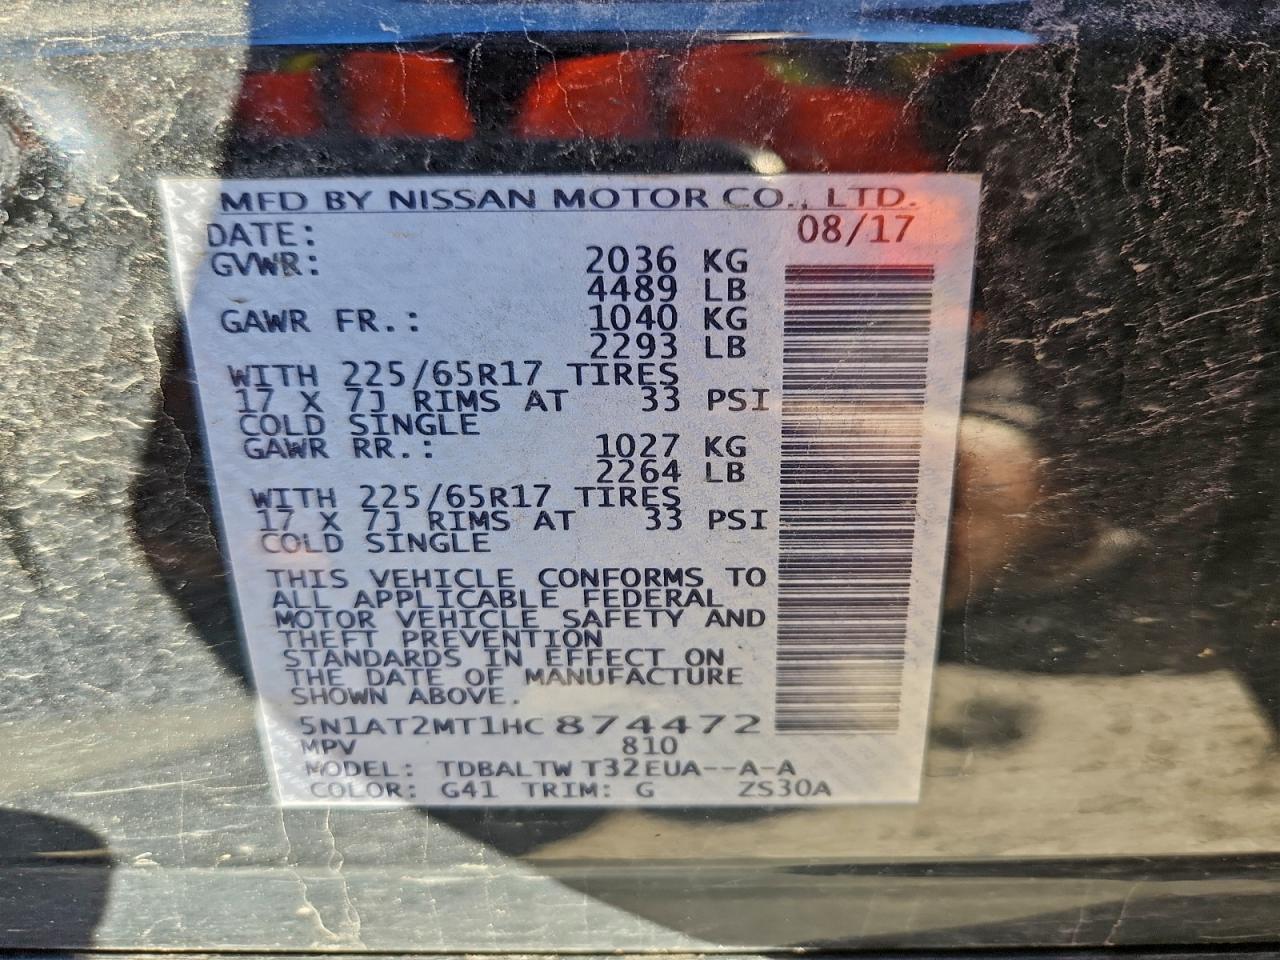 MFD BY NISSAN MOTOR CO., LTD.
DATE: 08/17
GVWR: 2036 KG
4489 LB
GAWR FR.: 1040 KG
2293 LB
WITH 225/65R17 TIRES
17 X 7J RIMS AT 33 PSI
COLD SINGLE
GAWR RR.: 1027 KG
2264 LB
WITH 225/65R17 TIRES
17 X 7J RIMS AT 33 PSI
COLD SINGLE
THIS VEHICLE CONFORMS TO
ALL APPLICABLE FEDERAL
MOTOR VEHICLE SAFETY AND
THEFT PREVENTION
STANDARDS IN EFFECT ON
THE DATE OF MANUFACTURE
SHOWN ABOVE.
5N1AT2MT1HC874472
MPV 810
MODEL: TDBALTW T32EUA--A-A
COLOR: G41 TRIM: G ZS30A